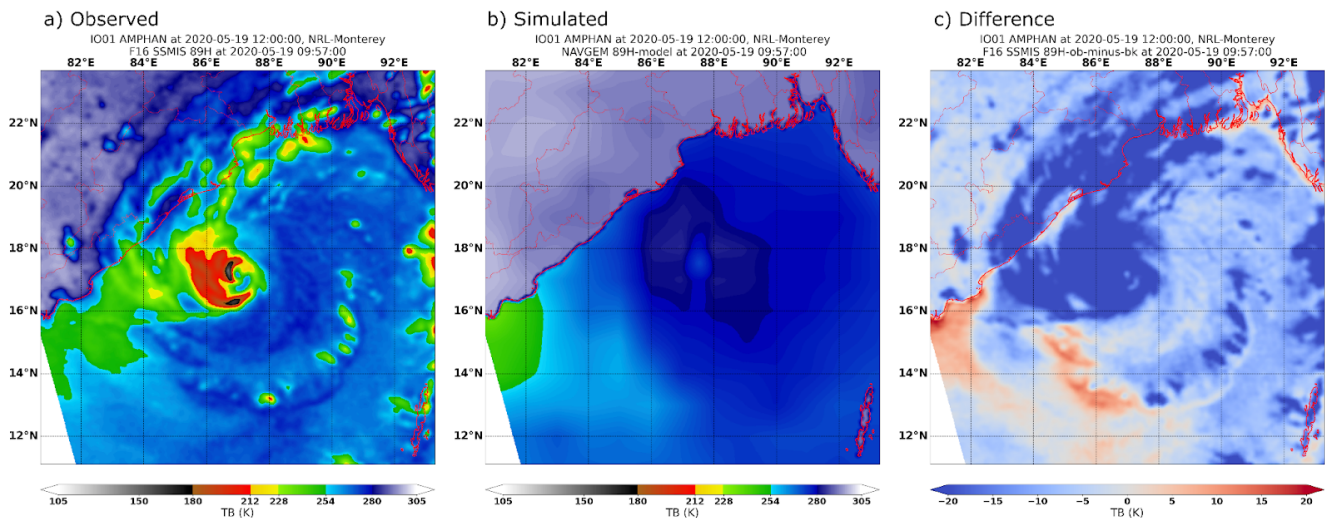 a) Observed
IO01 AMPHAN at 2020-05-19 12:00:00, NRL-Monterey
F16 SSMIS 89H at 2020-05-19 09:57:00
82°E 84°E 86°E 88°E 90°E 92°E
22°N
20°N
18°N
16°N
14°N
12°N
105 150 180 212 228 254 280 305
TB (K)
b) Simulated
IO01 AMPHAN at 2020-05-19 12:00:00, NRL-Monterey
NAVGEM 89H-model at 2020-05-19 09:57:00
82°E 84°E 86°E 88°E 90°E 92°E
22°N
20°N
18°N
16°N
14°N
12°N
105 150 180 212 228 254 280 305
TB (K)
c) Difference
IO01 AMPHAN at 2020-05-19 12:00:00, NRL-Monterey
F16 SSMIS 89H-ob-minus-bk at 2020-05-19 09:57:00
82°E 84°E 86°E 88°E 90°E 92°E
22°N
20°N
18°N
16°N
14°N
12°N
−20 −15 −10 −5 0 5 10 15 20
TB (K)